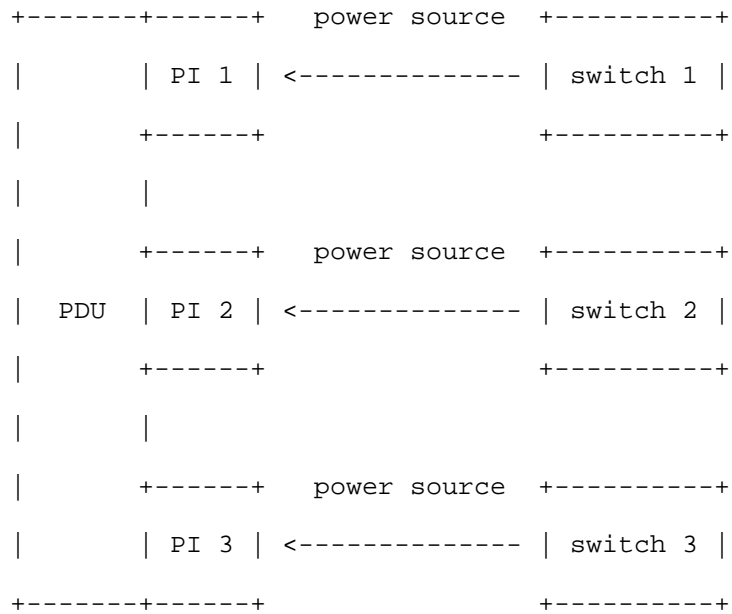 +-------+------+   power source  +----------+
|       | PI 1 | <-------------- | switch 1 |
|       +------+                 +----------+
|       |
|       +------+   power source  +----------+
|  PDU  | PI 2 | <-------------- | switch 2 |
|       +------+                 +----------+
|       |
|       +------+   power source  +----------+
|       | PI 3 | <-------------- | switch 3 |
+-------+------+                 +----------+